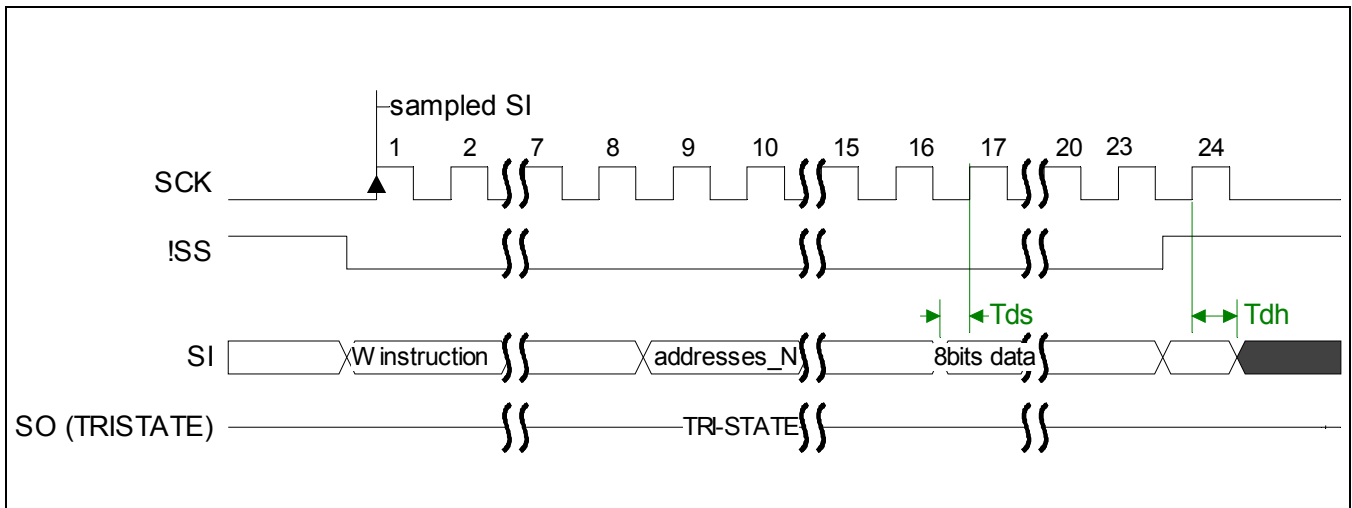 sampled SI
1 2 7 8 9 10 15 16 17 20 23 24
SCK
!SS
Tds Tdh
SI W instruction addresses_N 8bits data
SO (TRISTATE) TRI-STATE